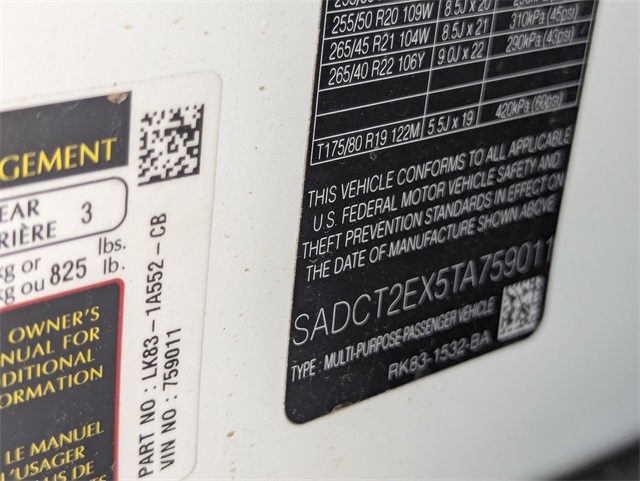 GEMENT
EAR 3
RIÈRE
kg or 825 lbs.
kg ou lb.
OWNER'S
NUAL FOR
DITIONAL
FORMATION
LE MANUEL
L'USAGER
PART NO : LK83-1A552-CB
VIN NO : 759011
255/50 R20 109W 8.5J x 20
265/45 R21 104W 8.5J x 21 310kPa (45psi)
265/40 R22 106Y 9.0J x 22 290kPa (43psi)
T175/80 R19 122M 5.5J x 19 420kPa (60psi)
THIS VEHICLE CONFORMS TO ALL APPLICABLE
U.S. FEDERAL MOTOR VEHICLE SAFETY AND
THEFT PREVENTION STANDARDS IN EFFECT ON
THE DATE OF MANUFACTURE SHOWN ABOVE.
SADCT2EX5TA759011
TYPE : MULTI-PURPOSE-PASSENGER VEHICLE
RK83-1532-BA